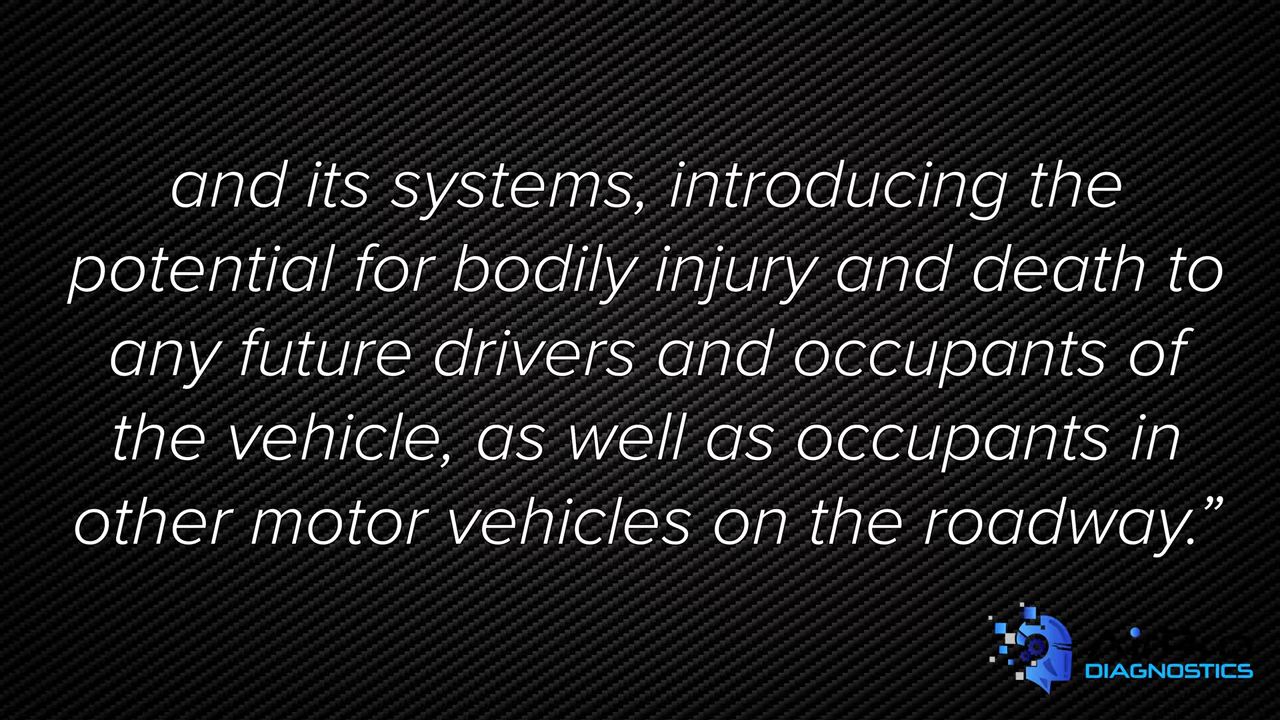 and its systems, introducing the
potential for bodily injury and death to
any future drivers and occupants of
the vehicle, as well as occupants in
other motor vehicles on the roadway.”
DIAGNOSTICS